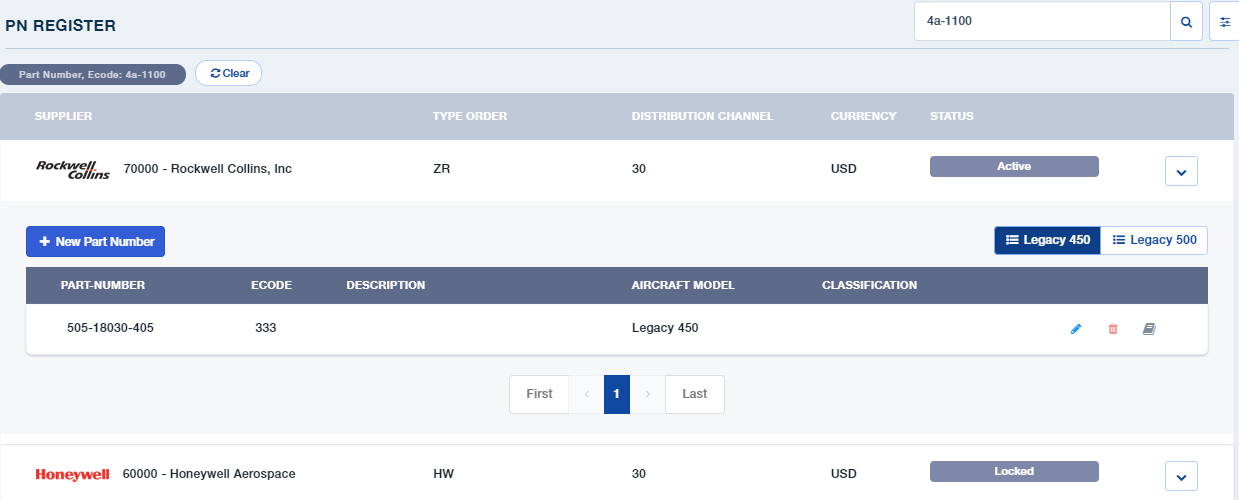 PN REGISTER
4a-1100
Part Number, Ecode: 4a-1100
Clear
SUPPLIER TYPE ORDER DISTRIBUTION CHANNEL CURRENCY STATUS
Rockwell
Collins
70000 - Rockwell Collins, Inc ZR 30 USD Active
New Part Number
Legacy 450 Legacy 500
PART-NUMBER ECODE DESCRIPTION AIRCRAFT MODEL CLASSIFICATION
505-18030-405 333 Legacy 450
First ‹ 1 › Last
Honeywell 60000 - Honeywell Aerospace HW 30 USD Locked